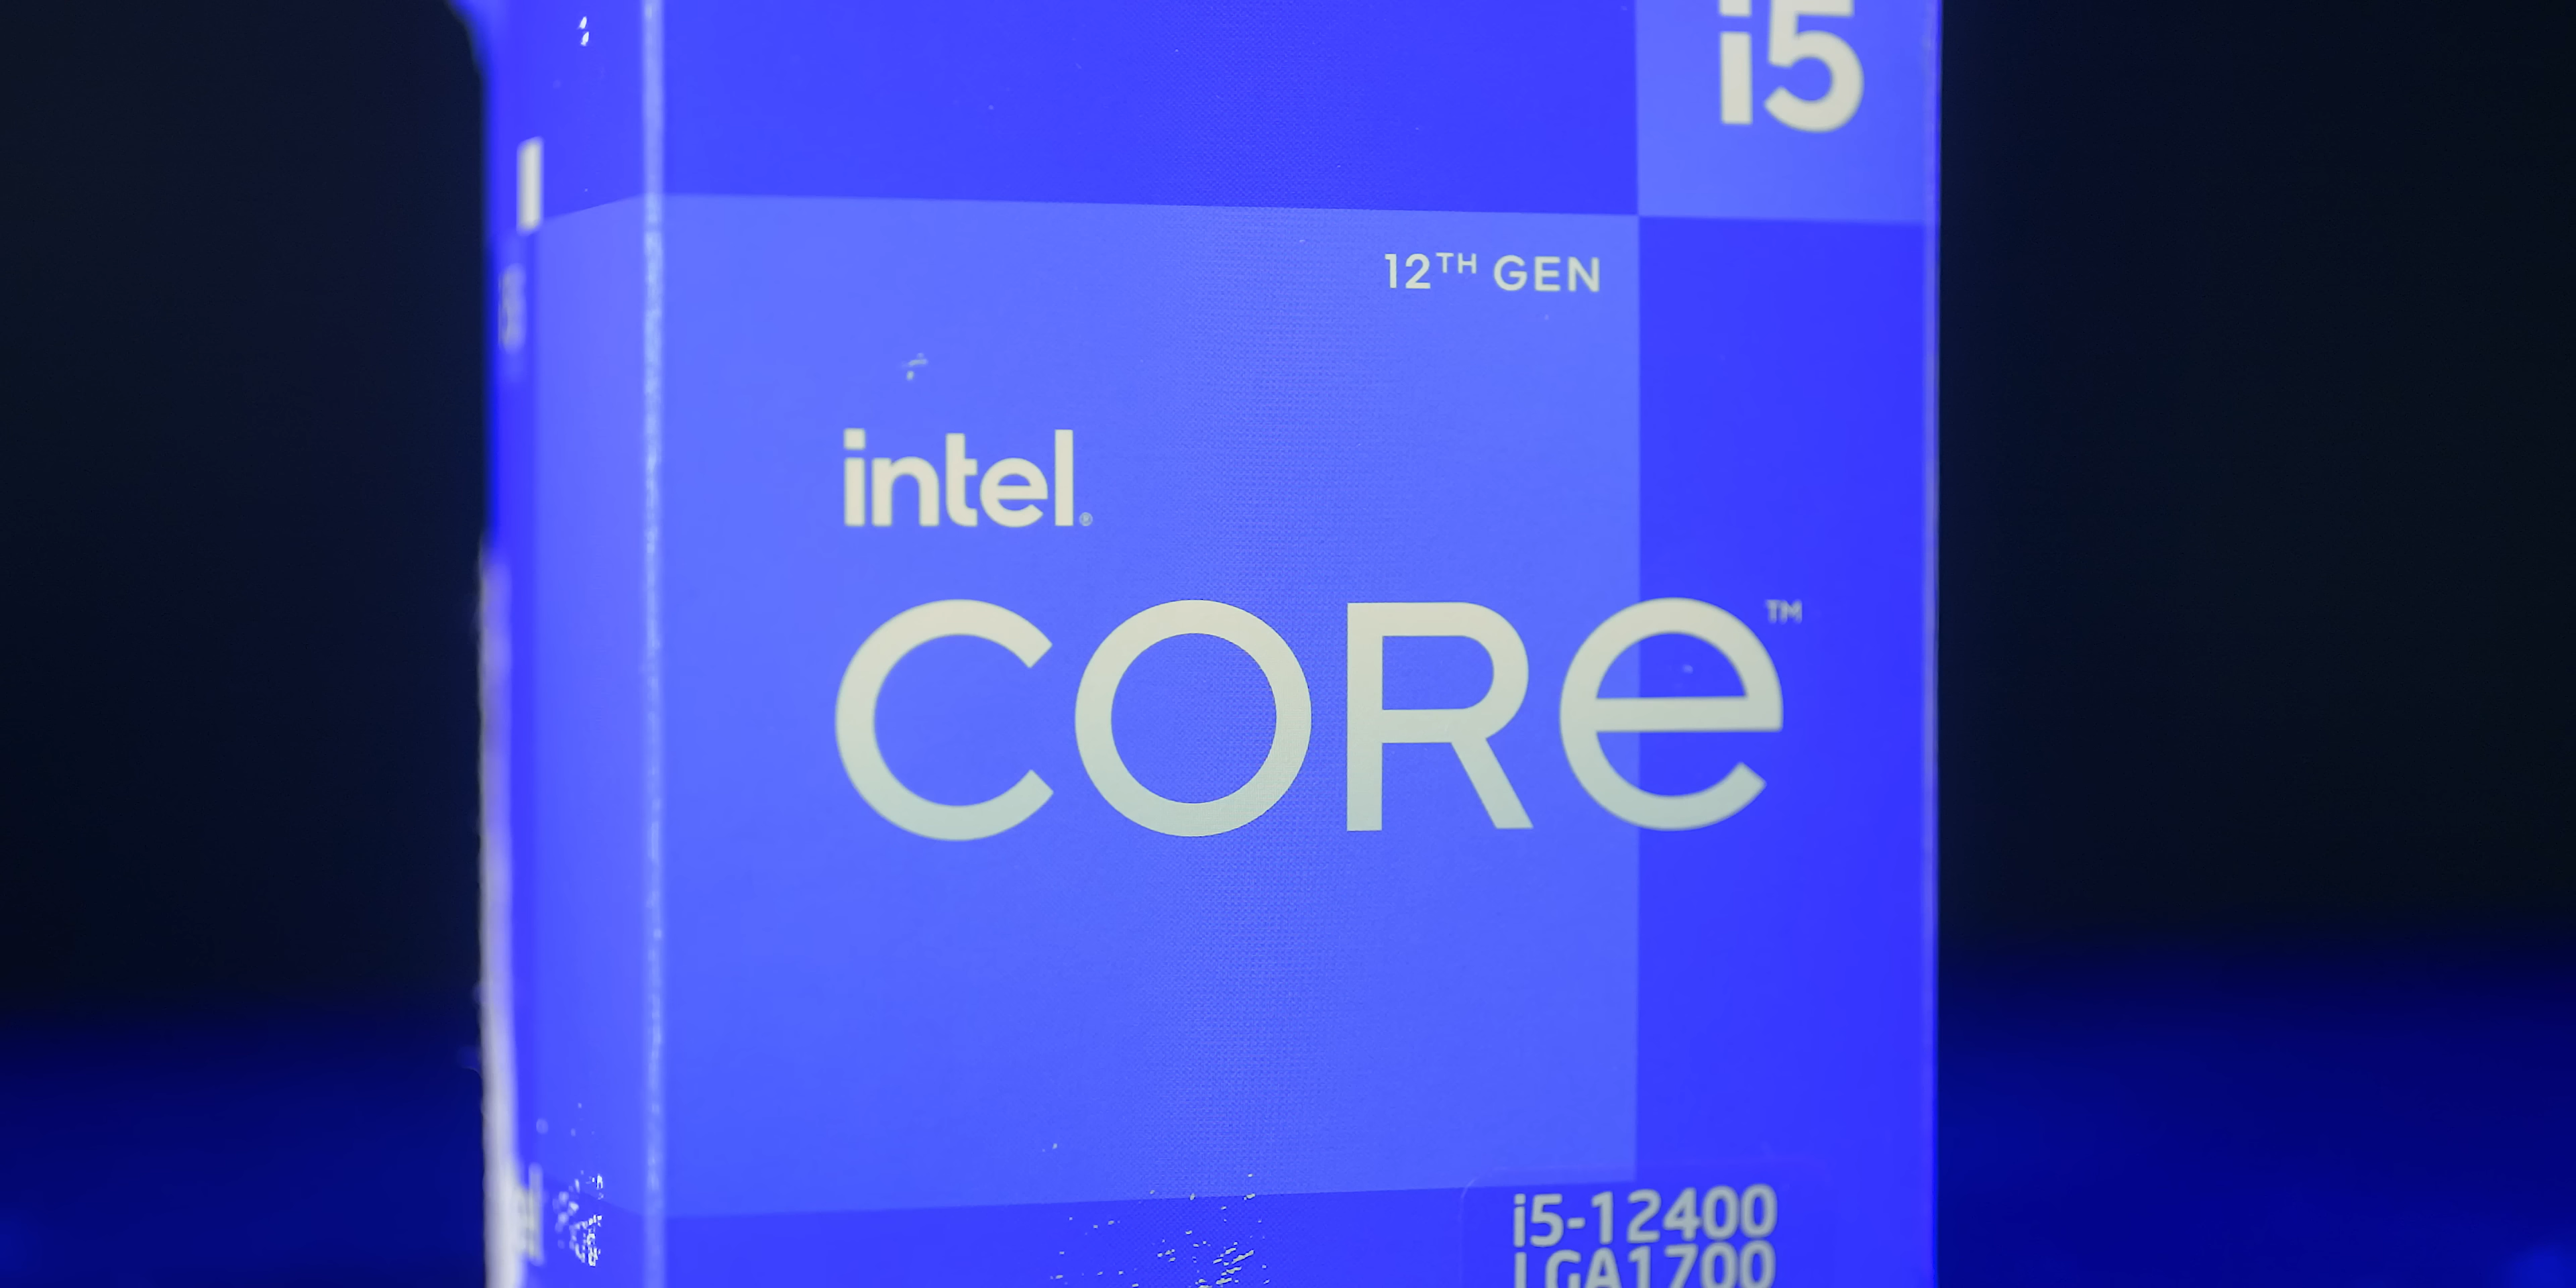 i5
12TH GEN
intel®
CORe™
i5-12400
LGA1700